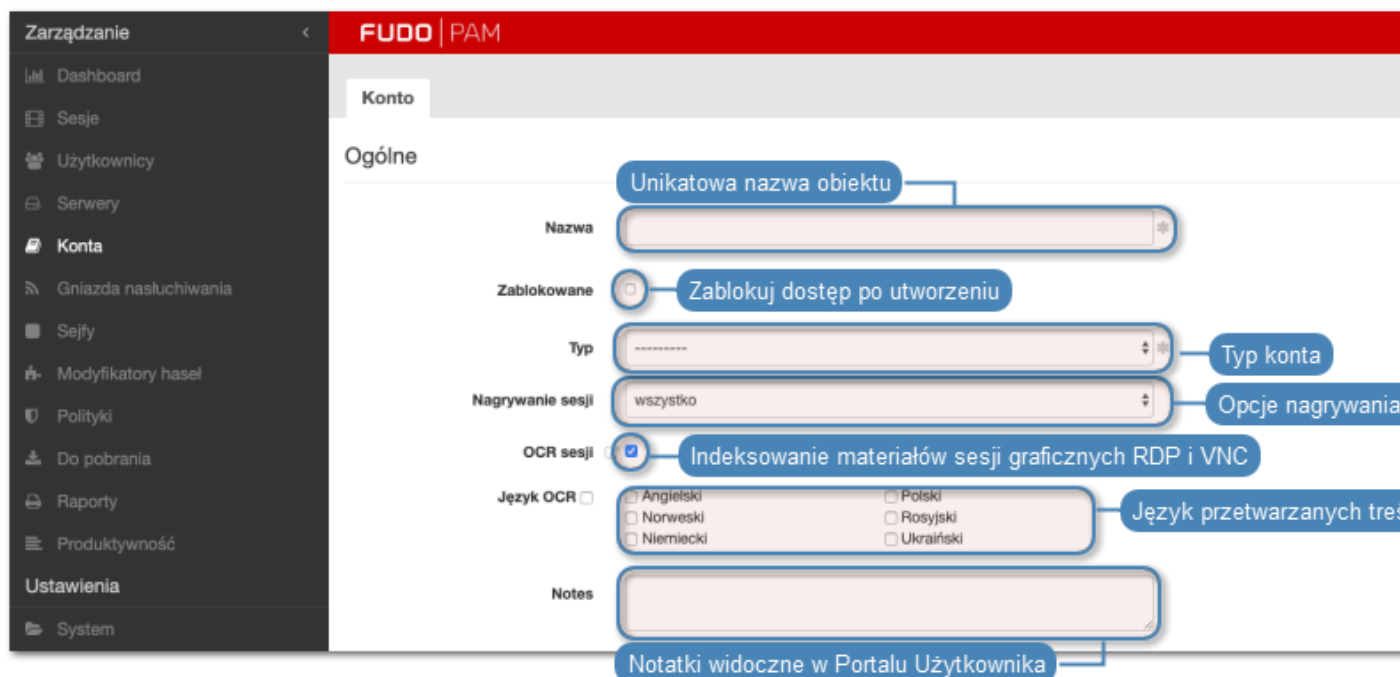 Zarządzanie
FUDO | PAM
Dashboard
Konto
Sesje
Użytkownicy
Ogólne
Unikatowa nazwa obiektu
Serwery
Nazwa
Konta
Gniazda nasłuchiwania
Zablokowane
Zablokuj dostęp po utworzeniu
Sejfy
Typ
---------
Typ konta
Modyfikatory haseł
Nagrywanie sesji
wszystko
Opcje nagrywania
Polityki
OCR sesji
Indeksowanie materiałów sesji graficznych RDP i VNC
Do pobrania
Język OCR
Angielski
Polski
Język przetwarzanych treś
Raporty
Norweski
Rosyjski
Niemiecki
Ukraiński
Produktywność
Ustawienia
Notes
System
Notatki widoczne w Portalu Użytkownika